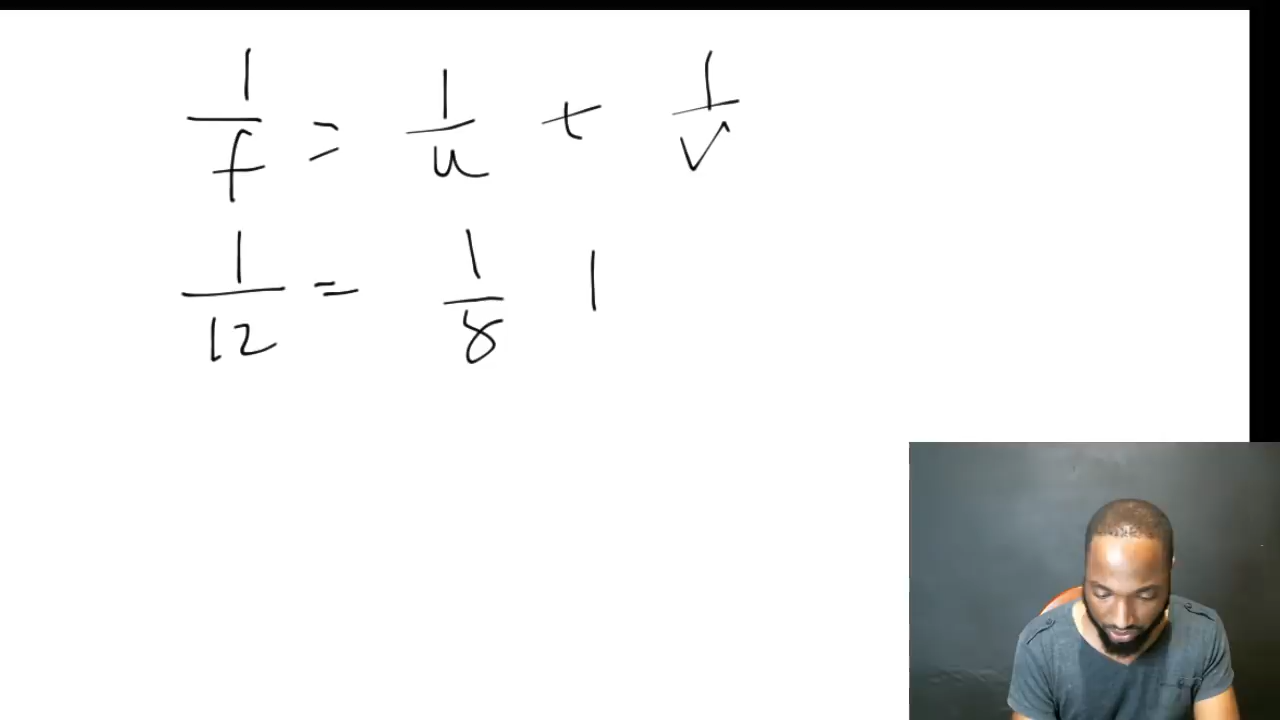 1/f = 1/u + 1/v
1/12 = 1/8 1